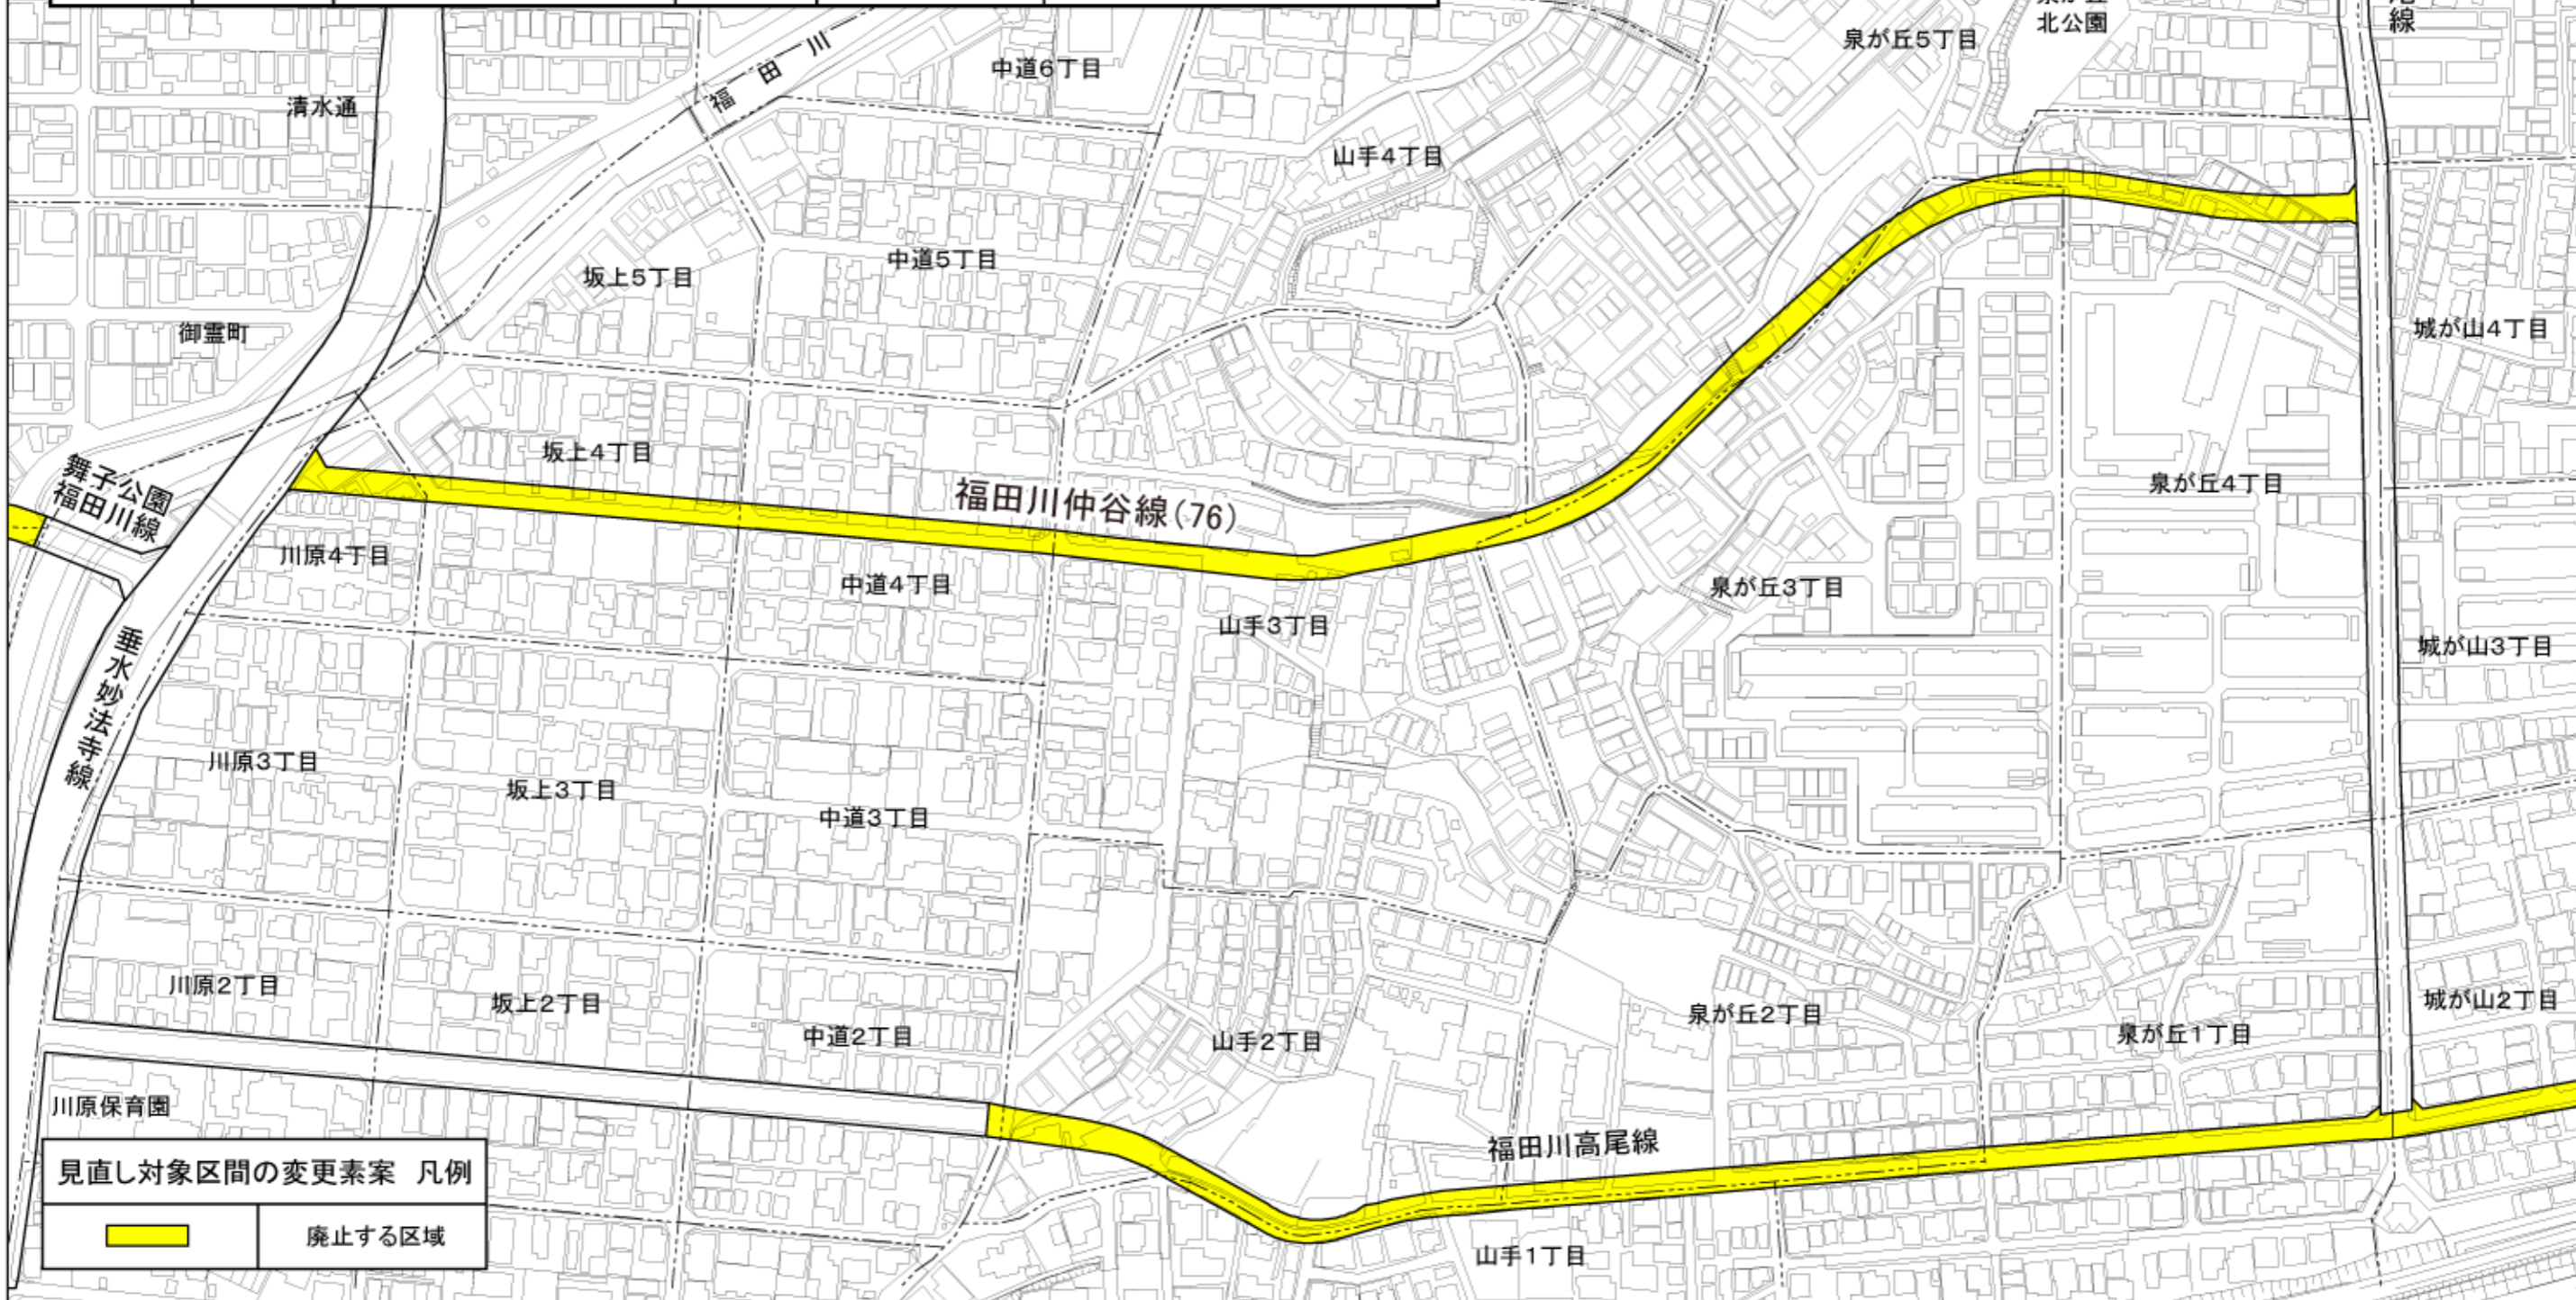 泉が丘5丁目
北公園
線
福田川
中道6丁目
清水通
山手4丁目
坂上5丁目
中道5丁目
御霊町
城が山4丁目
坂上4丁目
舞子公園
福田川線
福田川仲谷線(76)
泉が丘4丁目
川原4丁目
中道4丁目
泉が丘3丁目
山手3丁目
城が山3丁目
垂水妙法寺線
川原3丁目
坂上3丁目
中道3丁目
川原2丁目
坂上2丁目
中道2丁目
山手2丁目
泉が丘2丁目
泉が丘1丁目
城が山2丁目
川原保育園
福田川高尾線
山手1丁目
見直し対象区間の変更素案 凡例
廃止する区域